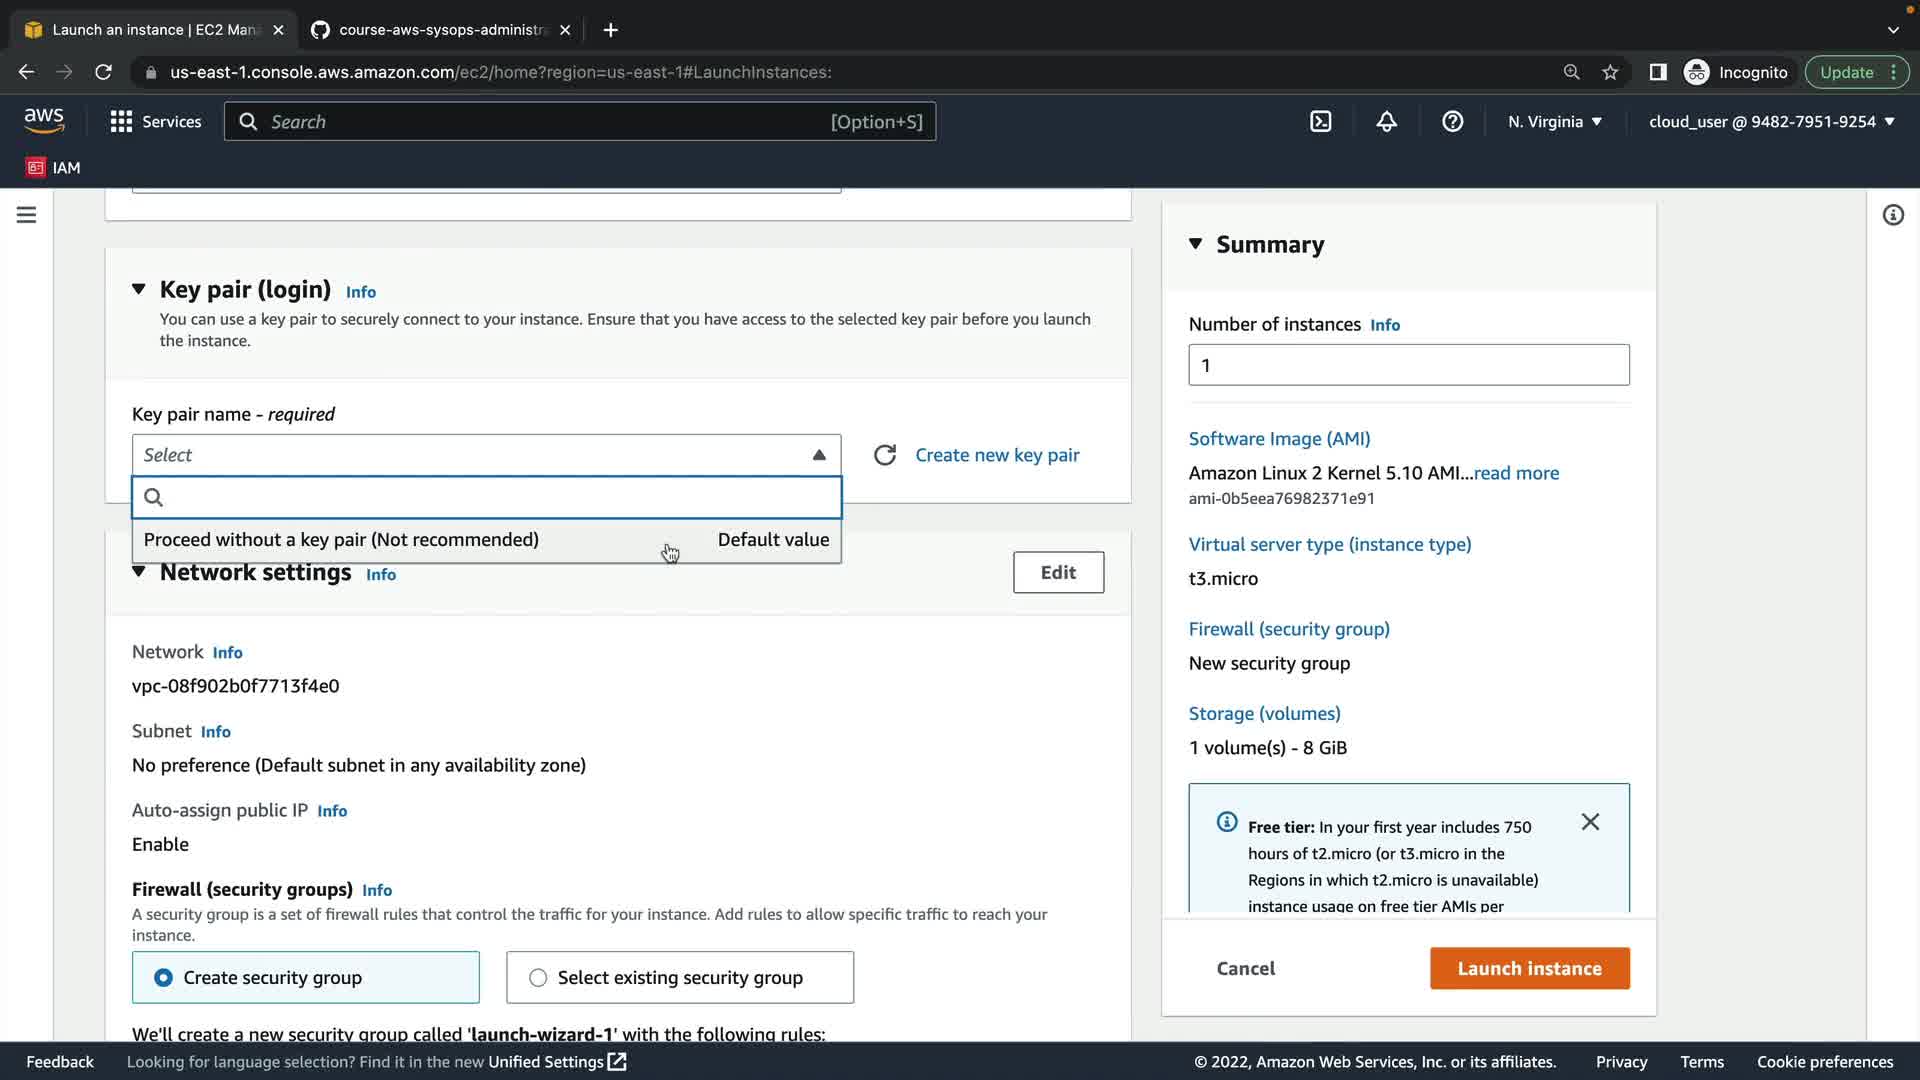 Launch an instance | EC2 Man
course-aws-sysops-administra
us-east-1.console.aws.amazon.com/ec2/home?region=us-east-1#LaunchInstances:
Incognito
Update
aws
Services
Search
[Option+S]
N. Virginia
cloud_user @ 9482-7951-9254
IAM
Key pair (login) Info
You can use a key pair to securely connect to your instance. Ensure that you have access to the selected key pair before you launch
the instance.
Key pair name - required
Select
Create new key pair
Proceed without a key pair (Not recommended) Default value
Network settings Info
Edit
Network Info
vpc-08f902b0f7713f4e0
Subnet Info
No preference (Default subnet in any availability zone)
Auto-assign public IP Info
Enable
Firewall (security groups) Info
A security group is a set of firewall rules that control the traffic for your instance. Add rules to allow specific traffic to reach your
instance.
Create security group
Select existing security group
We'll create a new security group called 'launch-wizard-1' with the following rules:
Summary
Number of instances Info
1
Software Image (AMI)
Amazon Linux 2 Kernel 5.10 AMI...read more
ami-0b5eea76982371e91
Virtual server type (instance type)
t3.micro
Firewall (security group)
New security group
Storage (volumes)
1 volume(s) - 8 GiB
Free tier: In your first year includes 750
hours of t2.micro (or t3.micro in the
Regions in which t2.micro is unavailable)
instance usage on free tier AMIs per
Cancel
Launch instance
Feedback
Looking for language selection? Find it in the new Unified Settings
© 2022, Amazon Web Services, Inc. or its affiliates.
Privacy
Terms
Cookie preferences